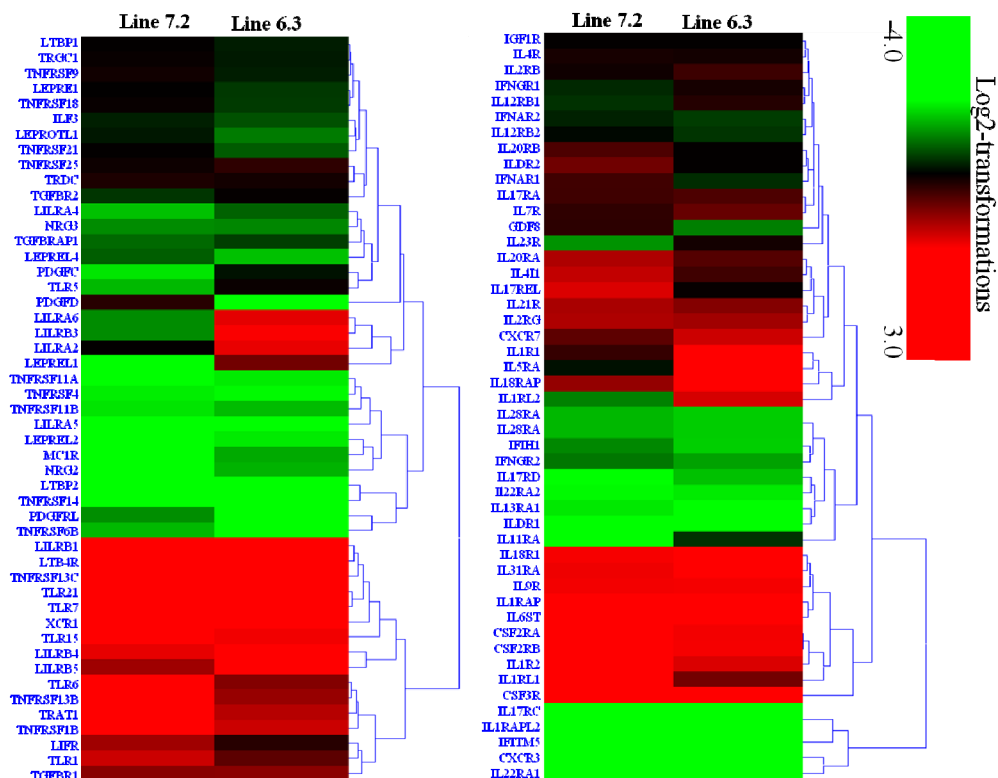 Line 7.2 Line 6.3
LTBP1
TRGC1
TNFRSF9
LEPRE1
TNFRSF18
ILF3
LEPROTL1
TNFRSF21
TNFRSF25
TRDC
TGFBR2
LILRA4
NRG3
TGFBRAP1
LEPREL4
PDGFC
TLR5
PDGFD
LILRA6
LILRB3
LILRA2
LEPREL1
TNFRSF11A
TNFRSF4
TNFRSF11B
LILRA5
LEPREL2
MC1R
NRG2
LTBP2
TNFRSF14
PDGFRL
TNFRSF6B
LILRB1
LTB4R
TNFRSF13C
TLR21
TLR7
XCR1
TLR15
LILRB4
LILRB5
TLR6
TNFRSF13B
TRAT1
TNFRSF1B
LIFR
TLR1
TGFBR1
Line 7.2 Line 6.3
IGF1R
IL4R
IL2RB
IFNGR1
IL12RB1
IFNAR2
IL12RB2
IL20RB
ILDR2
IFNAR1
IL17RA
IL7R
GDF8
IL23R
IL20RA
IL4I1
IL17REL
IL21R
IL2RG
CXCR7
IL1R1
IL5RA
IL18RAP
IL1RL2
IL28RA
IL28RA
IFIH1
IFNGR2
IL17RD
Il22RA2
IL13RA1
ILDR1
IL11RA
IL18R1
IL31RA
IL9R
IL1RAP
IL6ST
CSF2RA
CSF2RB
IL1R2
IL1RL1
CSF3R
IL17RC
IL1RAPL2
IFITM5
CXCR3
IL22RA1
-4.0
3.0
Log2-transformations